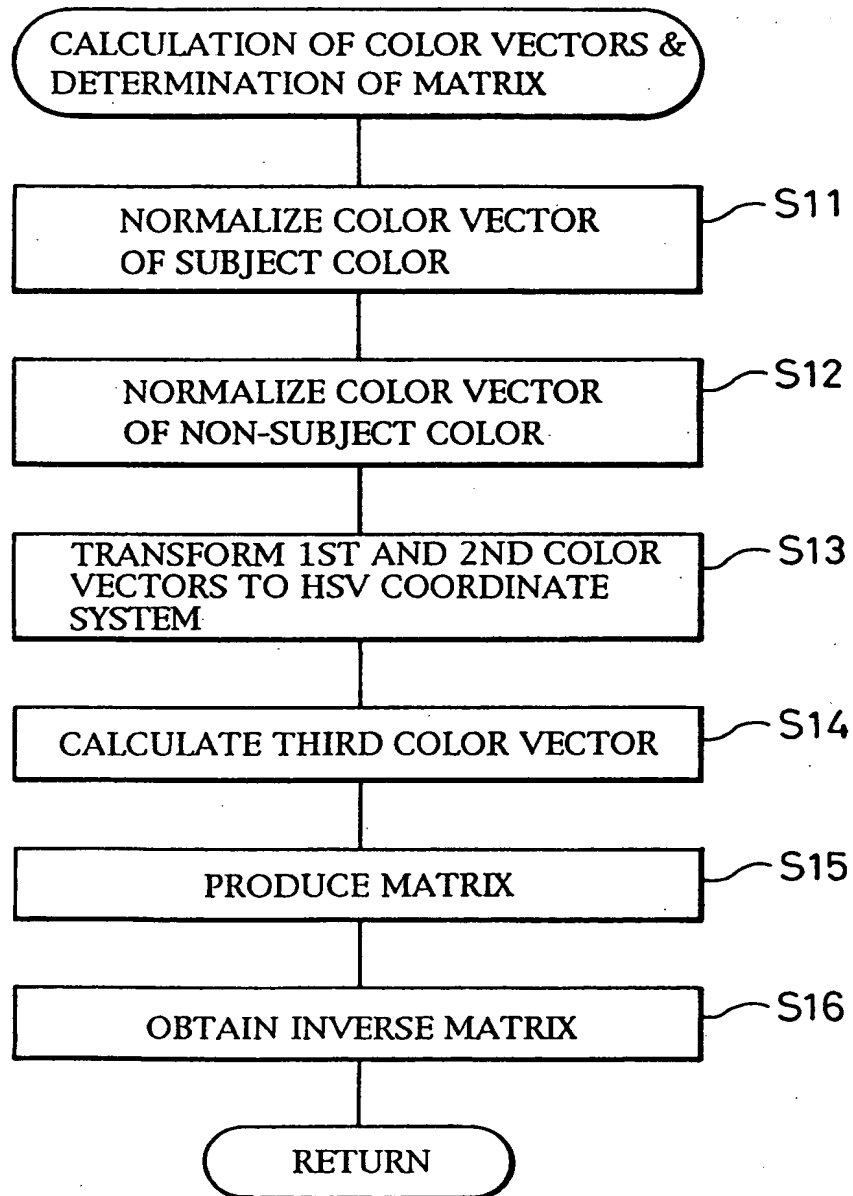 CALCULATION OF COLOR VECTORS &
DETERMINATION OF MATRIX
S11
NORMALIZE COLOR VECTOR
OF SUBJECT COLOR
S12
NORMALIZE COLOR VECTOR
OF NON-SUBJECT COLOR
S13
TRANSFORM 1ST AND 2ND COLOR
VECTORS TO HSV COORDINATE
SYSTEM
S14
CALCULATE THIRD COLOR VECTOR
S15
PRODUCE MATRIX
S16
OBTAIN INVERSE MATRIX
RETURN